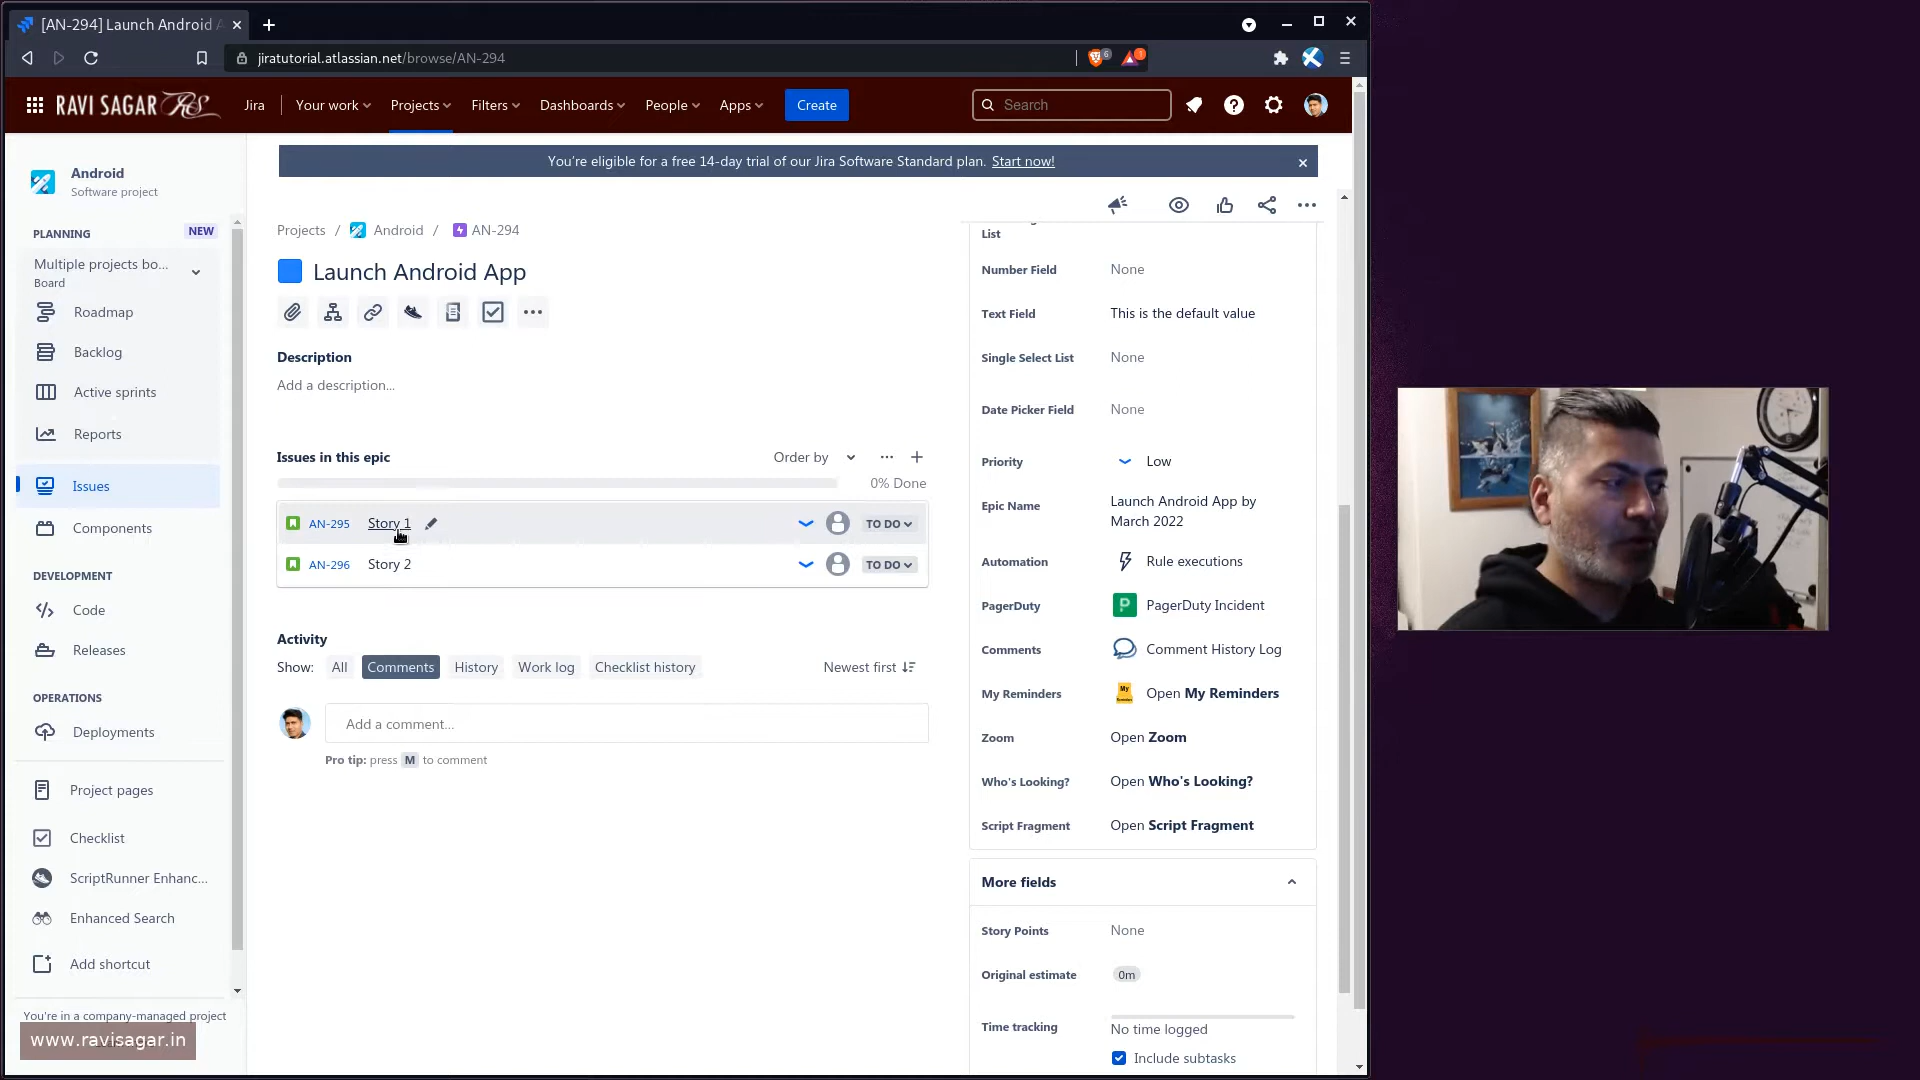 [AN-294] Launch Android A
jiratutorial.atlassian.net/browse/AN-294
6
1
RAVI SAGAR RS
Jira
Your work
Projects
Filters
Dashboards
People
Apps
Create
Search
You're eligible for a free 14-day trial of our Jira Software Standard plan. Start now!
Android
Software project
PLANNING
NEW
Multiple projects bo...
Board
Roadmap
Backlog
Active sprints
Reports
Issues
Components
DEVELOPMENT
Code
Releases
OPERATIONS
Deployments
Project pages
Checklist
ScriptRunner Enhanc...
Enhanced Search
Add shortcut
You're in a company-managed project
www.ravisagar.in
Projects / Android / AN-294
Launch Android App
Description
Add a description...
Issues in this epic
Order by
0% Done
AN-295 Story 1 TO DO
AN-296 Story 2 TO DO
Activity
Show: All Comments History Work log Checklist history Newest first
Add a comment...
Pro tip: press M to comment
List
Number Field None
Text Field This is the default value
Single Select List None
Date Picker Field None
Priority Low
Epic Name Launch Android App by
March 2022
Automation Rule executions
PagerDuty P PagerDuty Incident
Comments Comment History Log
My Reminders My Open My Reminders
Zoom Open Zoom
Who's Looking? Open Who's Looking?
Script Fragment Open Script Fragment
More fields
Story Points None
Original estimate 0m
Time tracking No time logged
Include subtasks